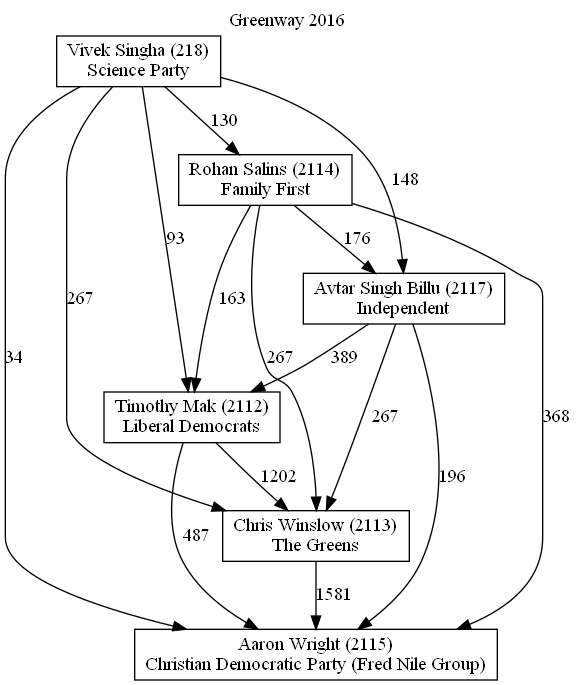 Greenway 2016
Vivek Singha (218)
Science Party
130
Rohan Salins (2114)
Family First
148
93
176
267
163
Avtar Singh Billu (2117)
Independent
34
267
389
368
Timothy Mak (2112)
Liberal Democrats
267
196
1202
487
Chris Winslow (2113)
The Greens
1581
Aaron Wright (2115)
Christian Democratic Party (Fred Nile Group)